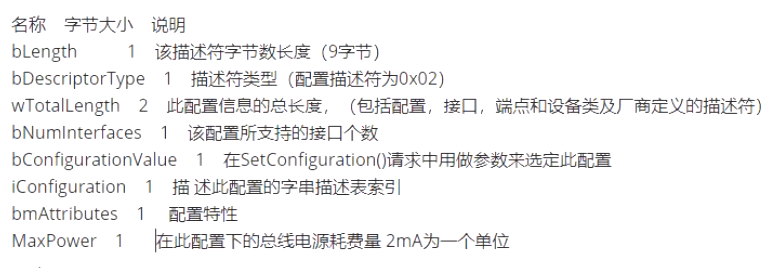 名称 字节大小 说明
bLength 1 该描述符字节数长度（9字节）
bDescriptorType 1 描述符类型（配置描述符为0x02）
wTotalLength 2 此配置信息的总长度，（包括配置，接口，端点和设备类及厂商定义的描述符）
bNumInterfaces 1 该配置所支持的接口个数
bConfigurationValue 1 在SetConfiguration()请求中用做参数来选定此配置
iConfiguration 1 描 述此配置的字串描述表索引
bmAttributes 1 配置特性
MaxPower 1 在此配置下的总线电源耗费量 2mA为一个单位